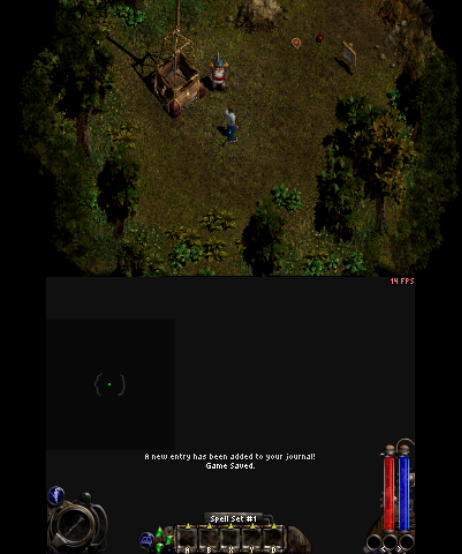 14 FPS
A new entry has been added to your journal!
Game Saved.
Spell Set #1
A B X Y D